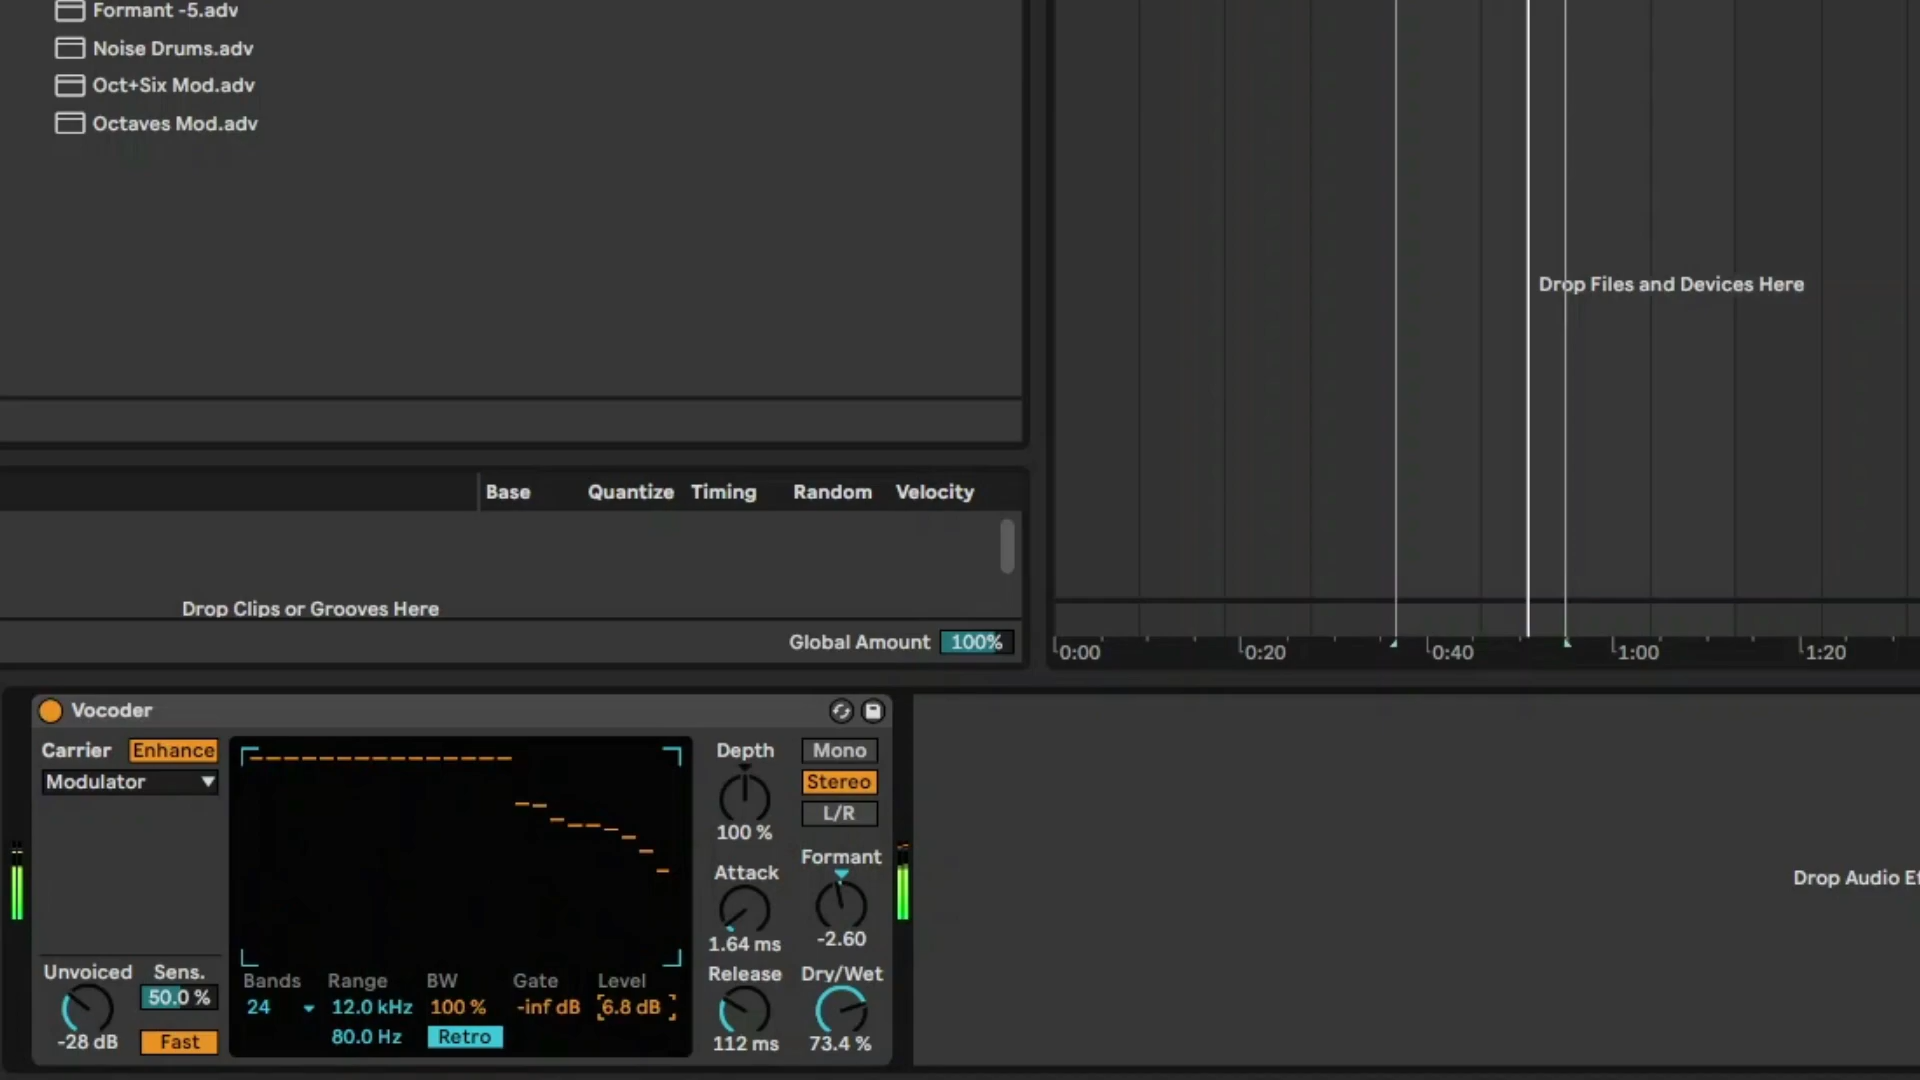 Formant -5.adv
Noise Drums.adv
Oct+Six Mod.adv
Octaves Mod.adv
Drop Files and Devices Here
Base Quantize Timing Random Velocity
Drop Clips or Grooves Here
Global Amount 100%
0:00 0:20 0:40 1:00 1:20
Vocoder
Carrier Enhance
Modulator
Depth
100 %
Mono
Stereo
L/R
Attack
1.64 ms
Formant
-2.60
Drop Audio Ef
Unvoiced Sens.
50.0 %
-28 dB Fast
Bands Range BW Gate Level
24 12.0 kHz 100 % -inf dB 6.8 dB
80.0 Hz Retro
Release Dry/Wet
112 ms 73.4 %